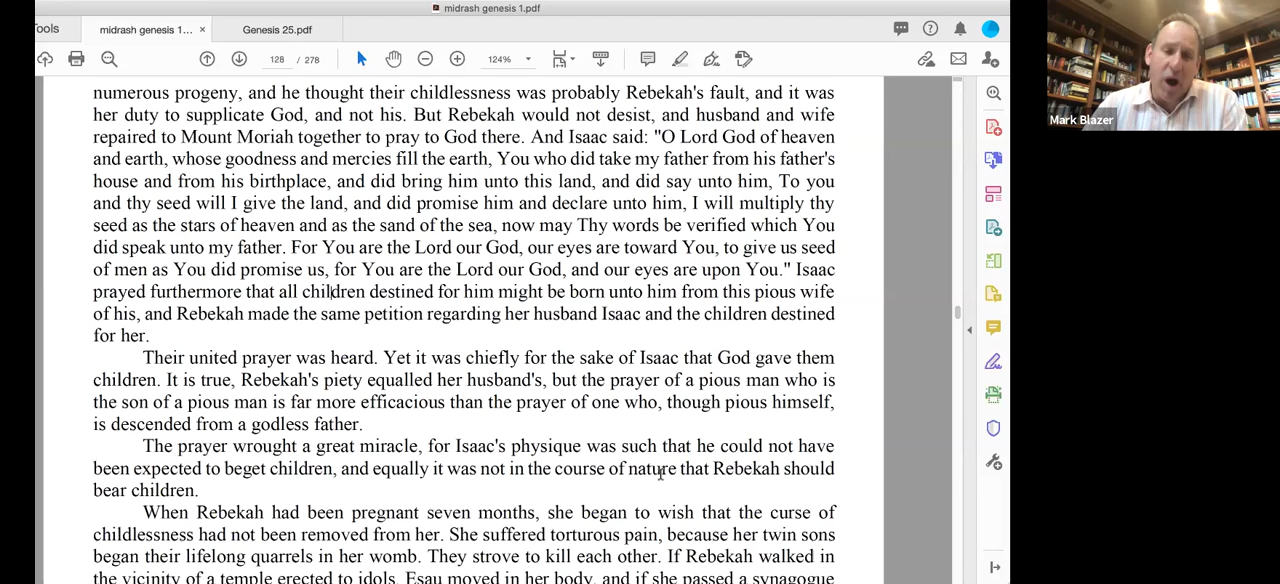 midrash genesis 1.pdf
ools
midrash genesis 1... ×
Genesis 25.pdf
128 / 278
124%
numerous progeny, and he thought their childlessness was probably Rebekah's fault, and it was
her duty to supplicate God, and not his. But Rebekah would not desist, and husband and wife
repaired to Mount Moriah together to pray to God there. And Isaac said: "O Lord God of heaven
and earth, whose goodness and mercies fill the earth, You who did take my father from his father's
house and from his birthplace, and did bring him unto this land, and did say unto him, To you
and thy seed will I give the land, and did promise him and declare unto him, I will multiply thy
seed as the stars of heaven and as the sand of the sea, now may Thy words be verified which You
did speak unto my father. For You are the Lord our God, our eyes are toward You, to give us seed
of men as You did promise us, for You are the Lord our God, and our eyes are upon You." Isaac
prayed furthermore that all children destined for him might be born unto him from this pious wife
of his, and Rebekah made the same petition regarding her husband Isaac and the children destined
for her.
Their united prayer was heard. Yet it was chiefly for the sake of Isaac that God gave them
children. It is true, Rebekah's piety equalled her husband's, but the prayer of a pious man who is
the son of a pious man is far more efficacious than the prayer of one who, though pious himself,
is descended from a godless father.
The prayer wrought a great miracle, for Isaac's physique was such that he could not have
been expected to beget children, and equally it was not in the course of nature that Rebekah should
bear children.
When Rebekah had been pregnant seven months, she began to wish that the curse of
childlessness had not been removed from her. She suffered torturous pain, because her twin sons
began their lifelong quarrels in her womb. They strove to kill each other. If Rebekah walked in
the vicinity of a temple erected to idols, Esau moved in her body, and if she passed a synagogue
Mark Blazer